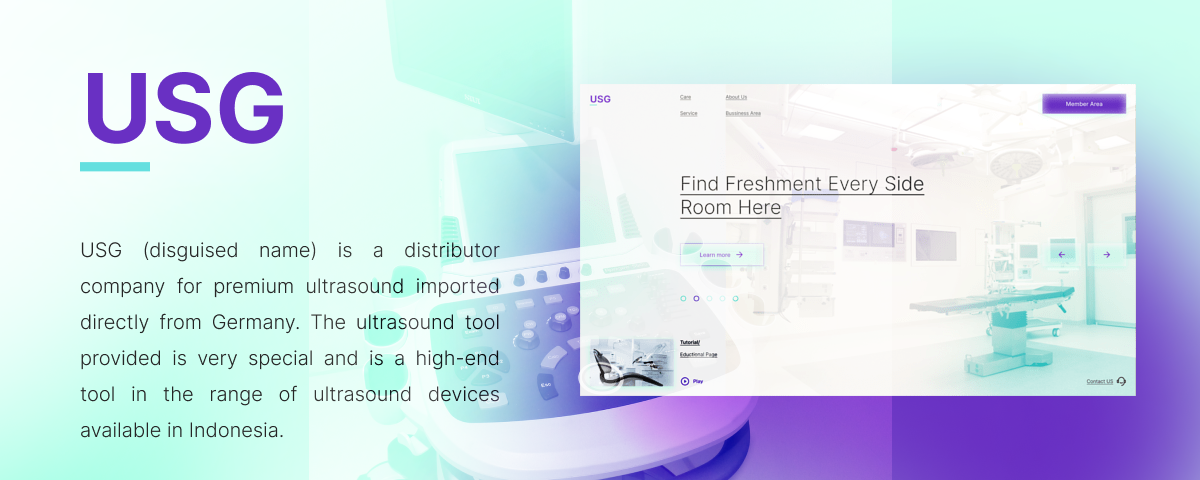 USG
USG (disguised name) is a distributor
company for premium ultrasound imported
directly from Germany. The ultrasound tool
provided is very special and is a high-end
tool in the range of ultrasound devices
available in Indonesia.
USG
Care
About Us
Service
Bussiness Area
Member Area
Find Freshment Every Side
Room Here
Learn more
Tutorial/
Eductional Page
Play
Contact US